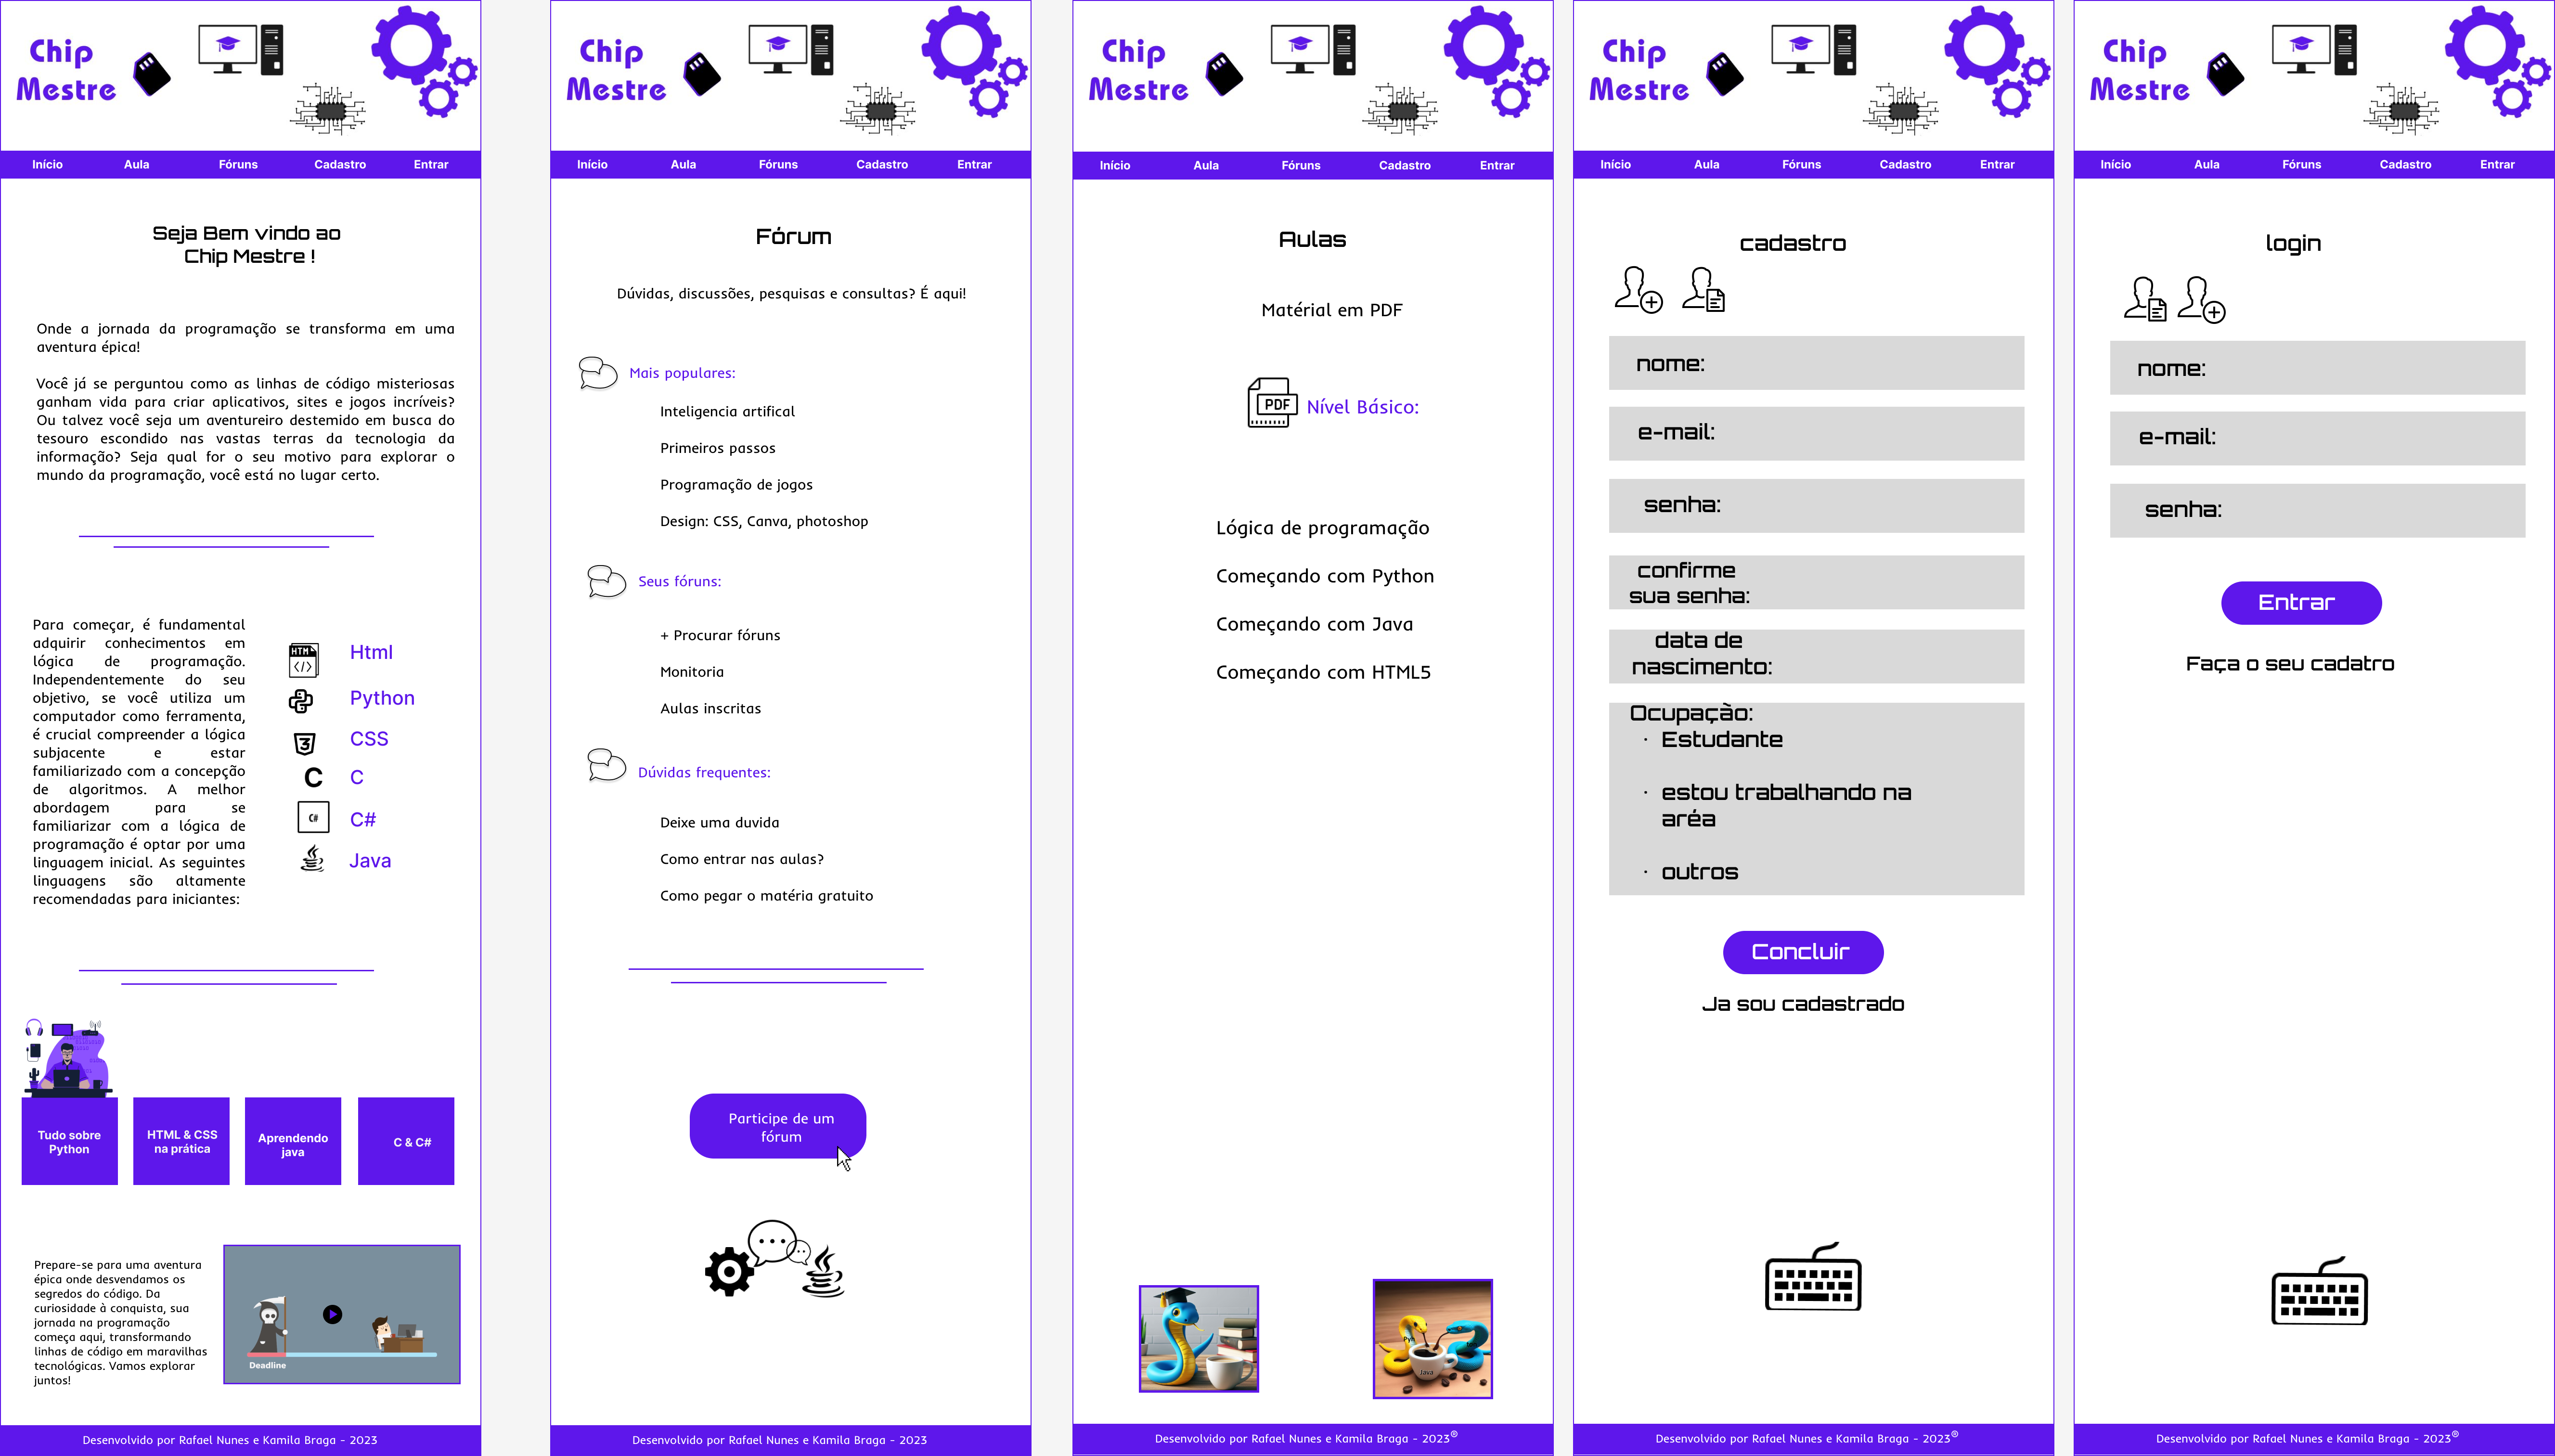 Chip
Mestre
Início Aula Fóruns Cadastro Entrar
Seja Bem vindo ao
Chip Mestre !
Onde a jornada da programação se transforma em uma
aventura épica!
Você já se perguntou como as linhas de código misteriosas
ganham vida para criar aplicativos, sites e jogos incríveis?
Ou talvez você seja um aventureiro destemido em busca do
tesouro escondido nas vastas terras da tecnologia da
informação? Seja qual for o seu motivo para explorar o
mundo da programação, você está no lugar certo.
Para começar, é fundamental
adquirir conhecimentos em
lógica de programação.
Independentemente do seu
objetivo, se você utiliza um
computador como ferramenta,
é crucial compreender a lógica
subjacente e estar
familiarizado com a concepção
de algoritmos. A melhor
abordagem para se
familiarizar com a lógica de
programação é optar por uma
linguagem inicial. As seguintes
linguagens são altamente
recomendadas para iniciantes:
HTML
Html
Python
3
CSS
C
C
C#
C#
Java
Tudo sobre
Python
HTML & CSS
na prática
Aprendendo
java
C & C#
Prepare-se para uma aventura
épica onde desvendamos os
segredos do código. Da
curiosidade à conquista, sua
jornada na programação
começa aqui, transformando
linhas de código em maravilhas
tecnológicas. Vamos explorar
juntos!
Deadline
Desenvolvido por Rafael Nunes e Kamila Braga - 2023
Chip
Mestre
Início Aula Fóruns Cadastro Entrar
Fórum
Dúvidas, discussões, pesquisas e consultas? É aqui!
Mais populares:
Inteligencia artifical
Primeiros passos
Programação de jogos
Design: CSS, Canva, photoshop
Seus fóruns:
+ Procurar fóruns
Monitoria
Aulas inscritas
Dúvidas frequentes:
Deixe uma duvida
Como entrar nas aulas?
Como pegar o matéria gratuito
Participe de um
fórum
Desenvolvido por Rafael Nunes e Kamila Braga - 2023
Chip
Mestre
Início Aula Fóruns Cadastro Entrar
Aulas
Matérial em PDF
PDF
Nível Básico:
Lógica de programação
Começando com Python
Começando com Java
Começando com HTML5
Pyh
Java
Desenvolvido por Rafael Nunes e Kamila Braga - 2023®
Chip
Mestre
Início Aula Fóruns Cadastro Entrar
cadastro
nome:
e-mail:
senha:
confirme
sua senha:
data de
nascimento:
Ocupação:
· Estudante
· estou trabalhando na
aréa
· outros
Concluir
Ja sou cadastrado
Desenvolvido por Rafael Nunes e Kamila Braga - 2023®
Chip
Mestre
Início Aula Fóruns Cadastro Entrar
login
nome:
e-mail:
senha:
Entrar
Faça o seu cadatro
Desenvolvido por Rafael Nunes e Kamila Braga - 2023®